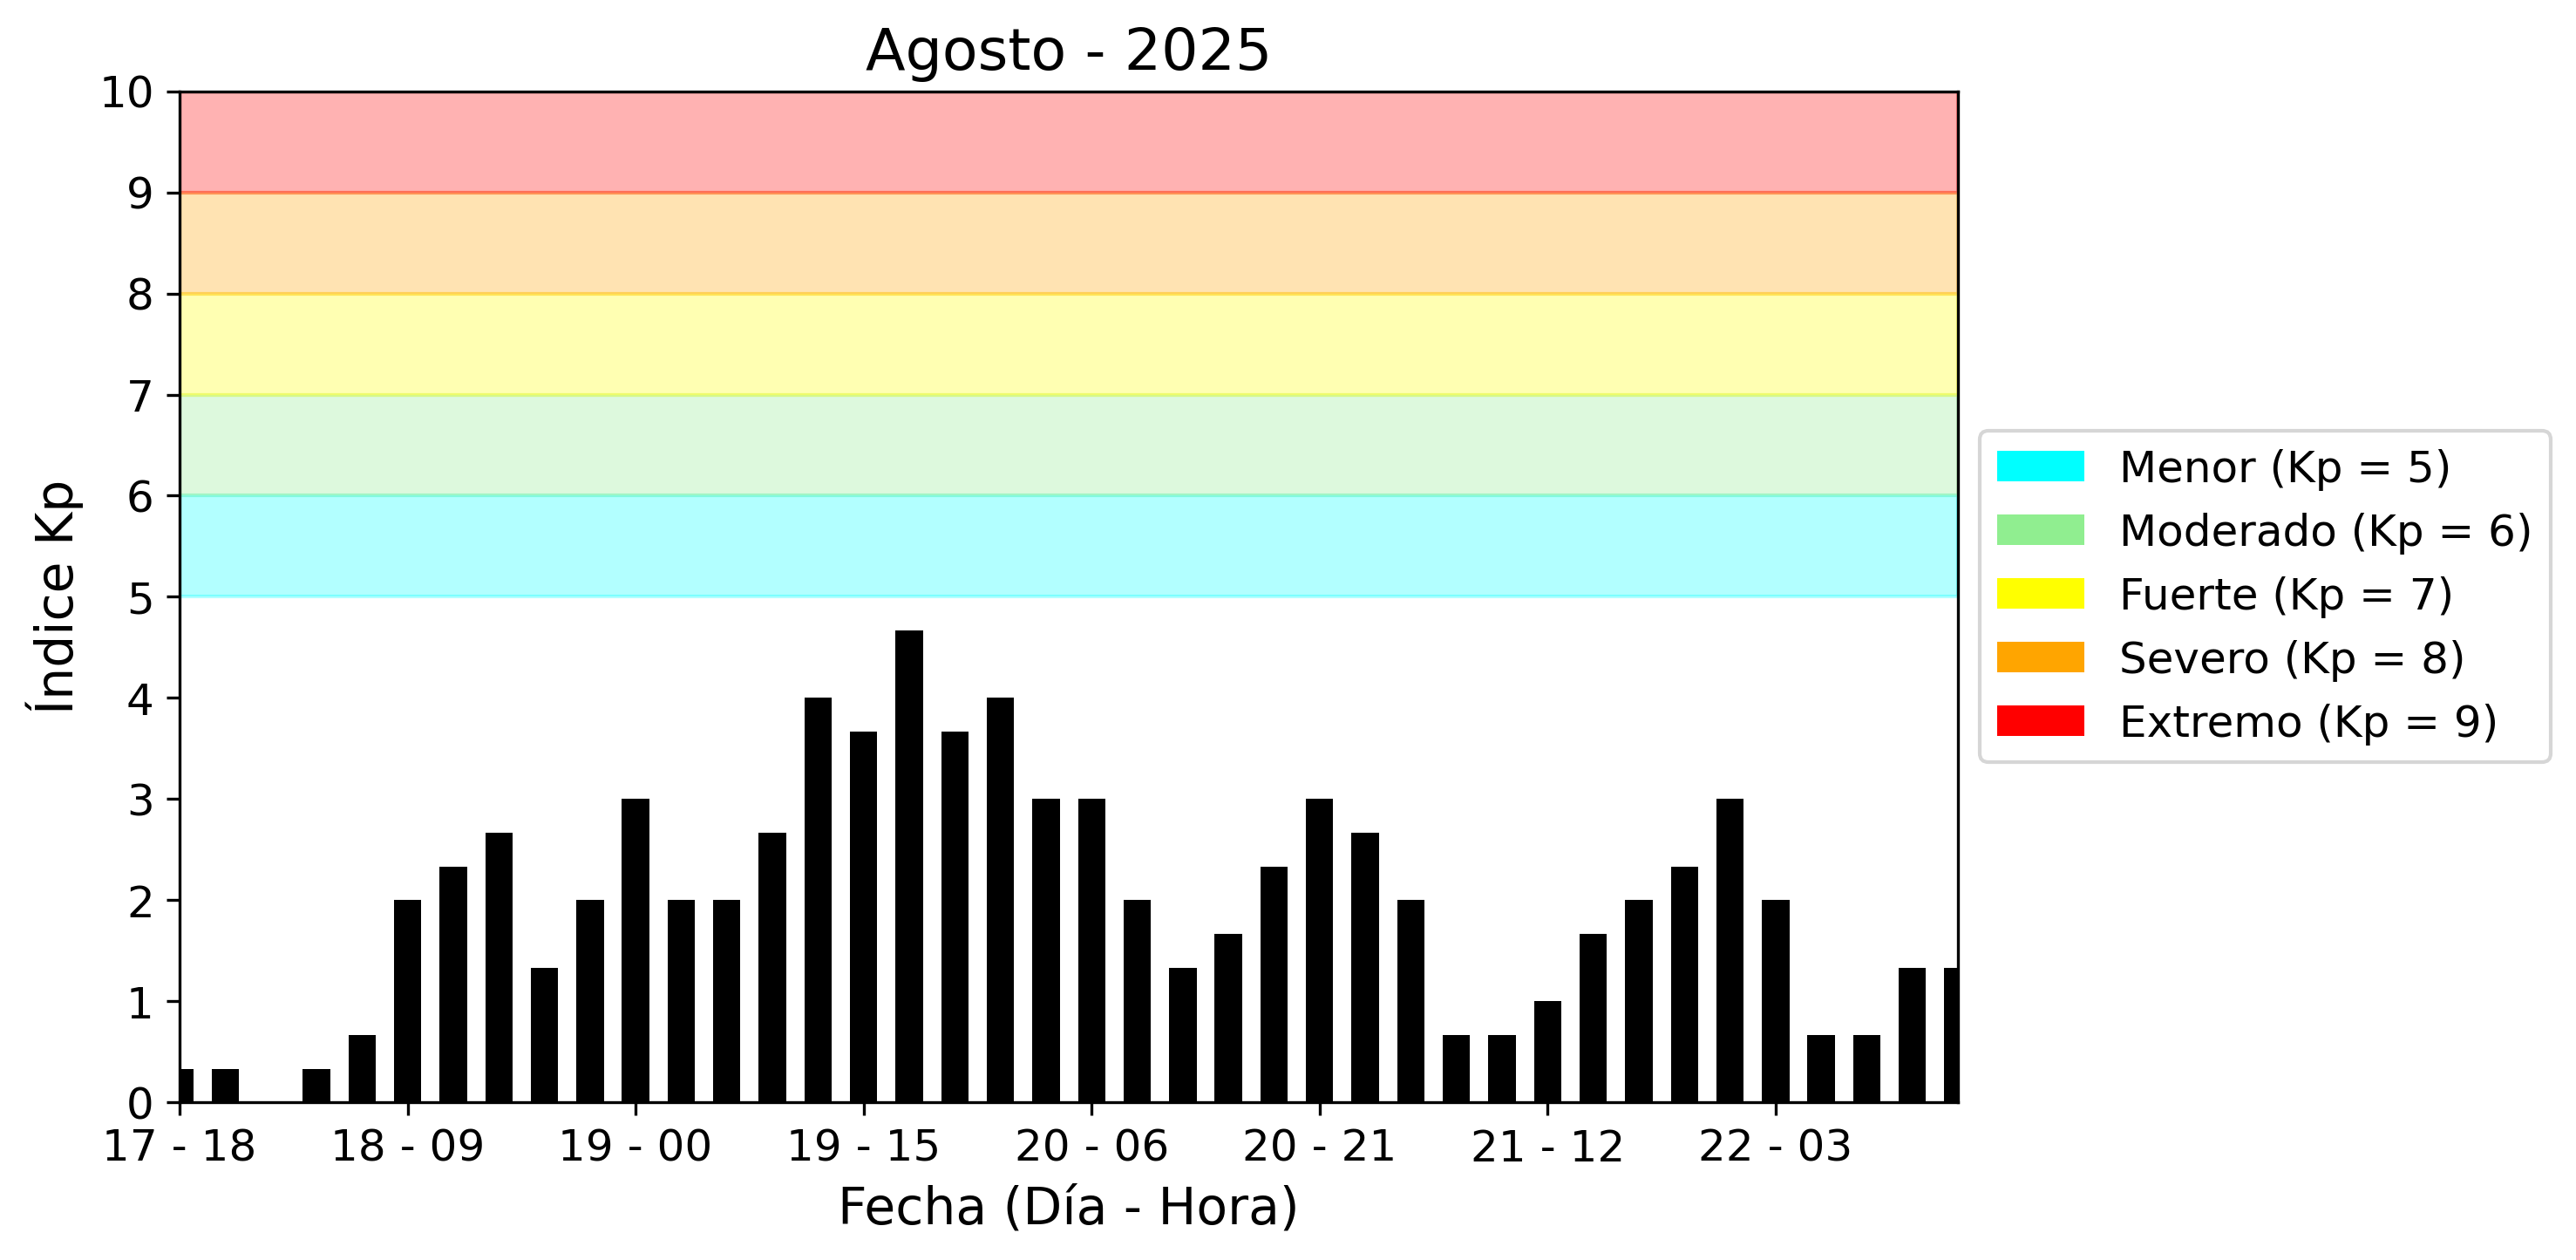 Agosto - 2025
Índice Kp
10
9
8
7
6
5
4
3
2
1
0
17 - 18
18 - 09
19 - 00
19 - 15
20 - 06
20 - 21
21 - 12
22 - 03
Fecha (Día - Hora)
Menor (Kp = 5)
Moderado (Kp = 6)
Fuerte (Kp = 7)
Severo (Kp = 8)
Extremo (Kp = 9)